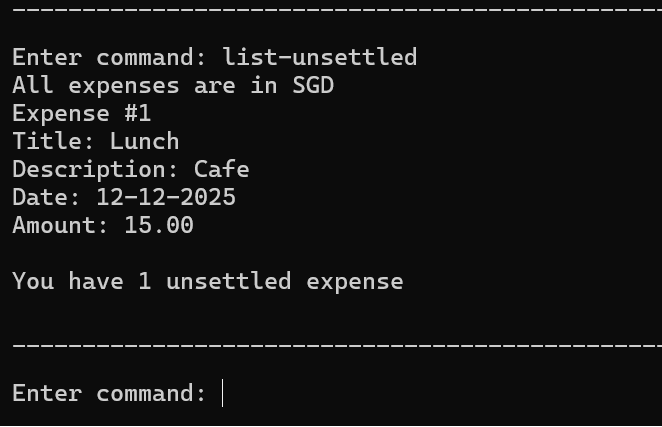 Enter command: list-unsettled
All expenses are in SGD
Expense #1
Title: Lunch
Description: Cafe
Date: 12-12-2025
Amount: 15.00
You have 1 unsettled expense
Enter command: